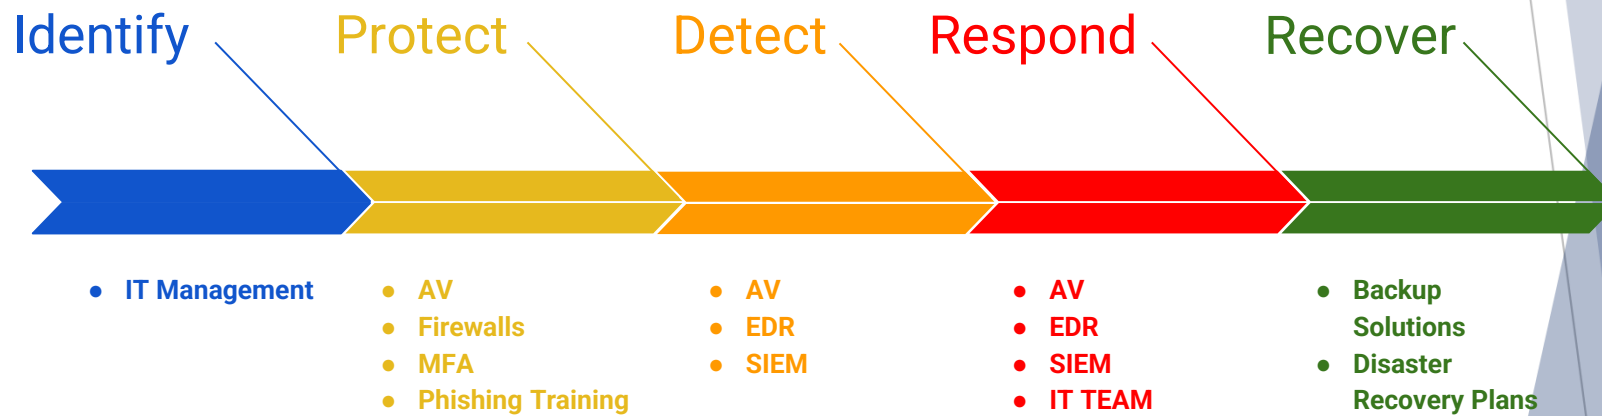 Identify
Protect
Detect
Respond
Recover
● IT Management
● AV
● Firewalls
● MFA
● Phishing Training
● AV
● EDR
● SIEM
● AV
● EDR
● SIEM
● IT TEAM
● Backup
Solutions
● Disaster
Recovery Plans